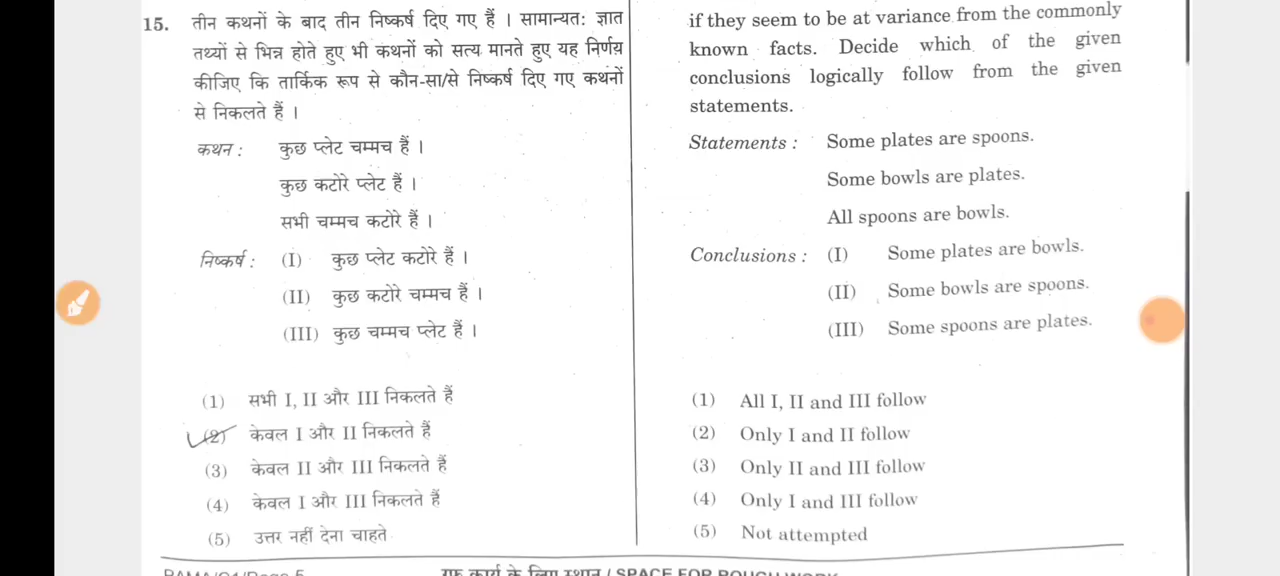 15. तीन कथनों के बाद तीन निष्कर्ष दिए गए हैं । सामान्यतः ज्ञात
तथ्यों से भिन्न होते हुए भी कथनों को सत्य मानते हुए यह निर्णय
कीजिए कि तार्किक रूप से कौन-सा/से निष्कर्ष दिए गए कथनों
से निकलते हैं ।
कथन : कुछ प्लेट चम्मच हैं ।
कुछ कटोरे प्लेट हैं ।
सभी चम्मच कटोरे हैं ।
निष्कर्ष : (I) कुछ प्लेट कटोरे हैं ।
(II) कुछ कटोरे चम्मच हैं ।
(III) कुछ चम्मच प्लेट हैं ।
(1) सभी I, II और III निकलते हैं
(2) केवल I और II निकलते हैं
(3) केवल II और III निकलते हैं
(4) केवल I और III निकलते हैं
(5) उत्तर नहीं देना चाहते
if they seem to be at variance from the commonly
known facts. Decide which of the given
conclusions logically follow from the given
statements.
Statements : Some plates are spoons.
Some bowls are plates.
All spoons are bowls.
Conclusions : (I) Some plates are bowls.
(II) Some bowls are spoons.
(III) Some spoons are plates.
(1) All I, II and III follow
(2) Only I and II follow
(3) Only II and III follow
(4) Only I and III follow
(5) Not attempted
रफ़ कार्य के लिए स्थान / SPACE FOR ROUGH WORK